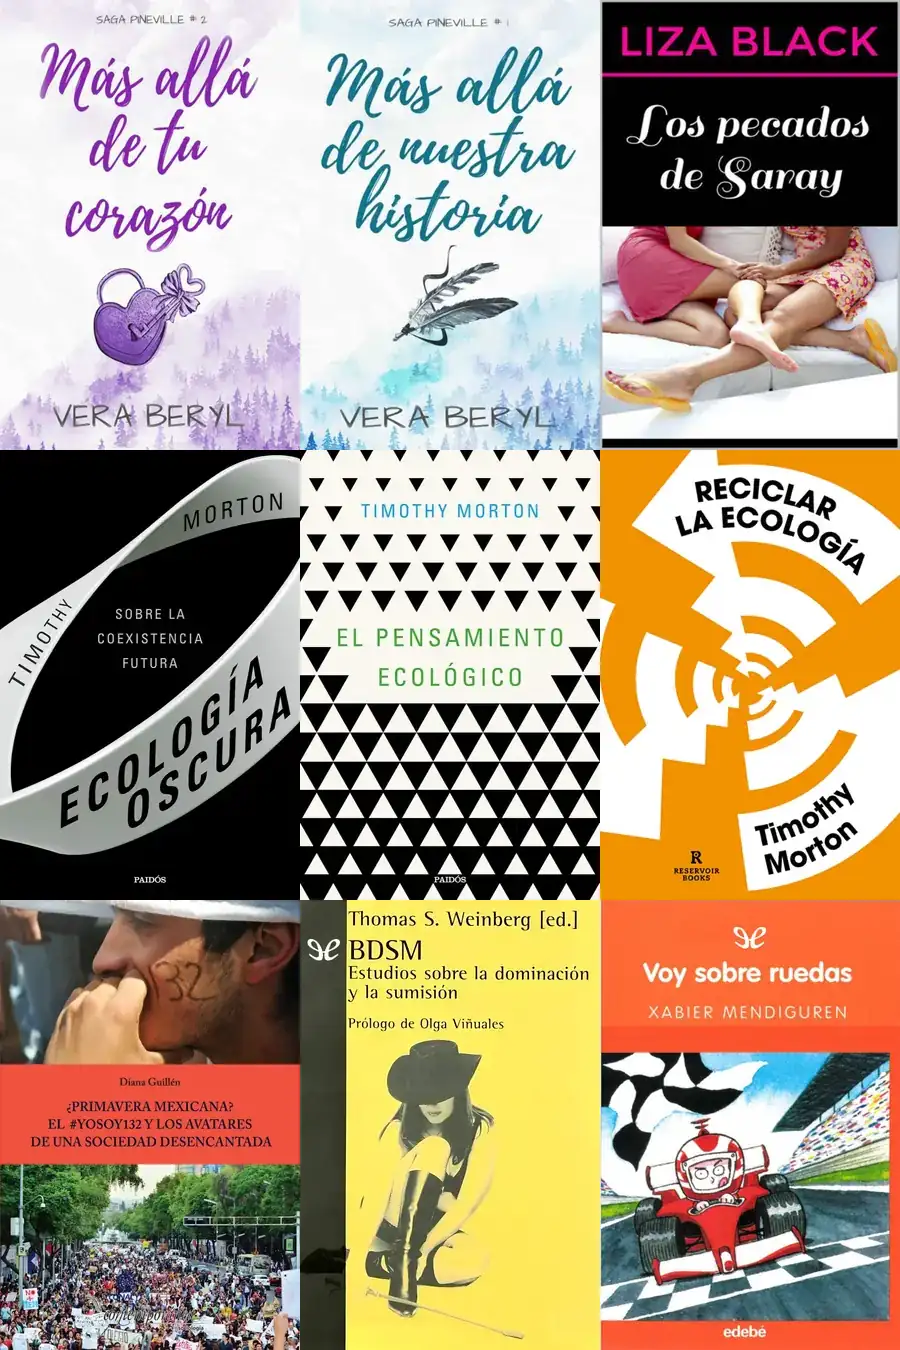 SAGA PINEVILLE # 2
Más allá
de tu
corazón
VERA BERYL
SAGA PINEVILLE # 1
Más allá
de nuestra
historia
VERA BERYL
LIZA BLACK
Los pecados
de Saray
TIMOTHY
MORTON
SOBRE LA
COEXISTENCIA
FUTURA
ECOLOGÍA
OSCURA
PAIDÓS
TIMOTHY MORTON
EL PENSAMIENTO
ECOLÓGICO
PAIDÓS
RECICLAR
LA ECOLOGÍA
Timothy
Morton
RESERVOIR
BOOKS
132
Diana Guillén
¿PRIMAVERA MEXICANA?
EL #YOSOY132 Y LOS AVATARES
DE UNA SOCIEDAD DESENCANTADA
Thomas S. Weinberg [ed.]
BDSM
Estudios sobre la dominación
y la sumisión
Prólogo de Olga Viñuales
Voy sobre ruedas
XABIER MENDIGUREN
edebé